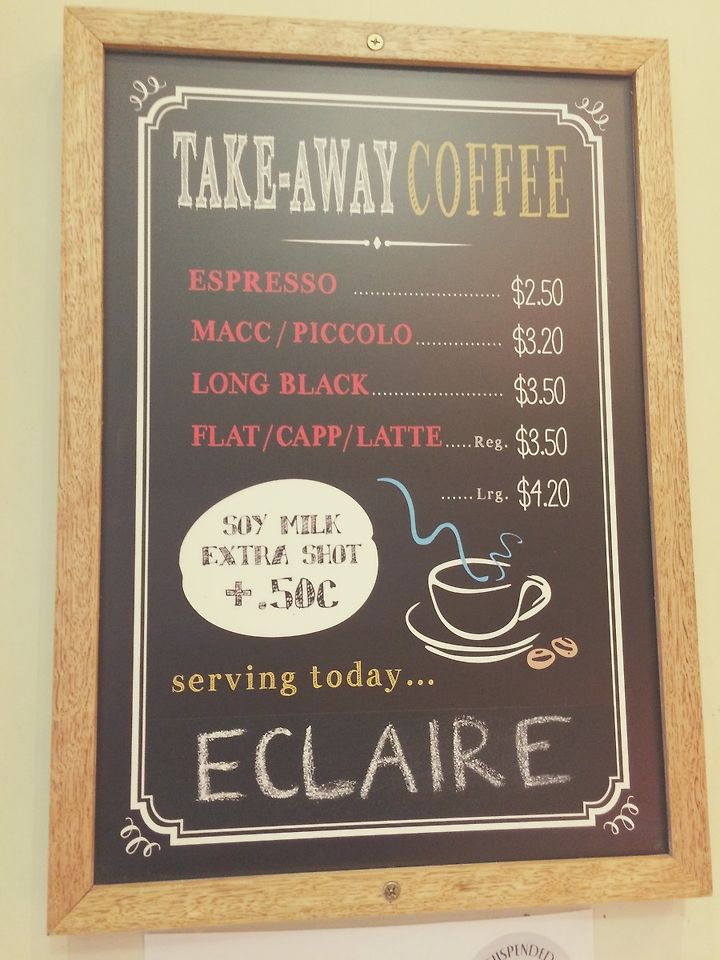 TAKE-AWAY COFFEE
ESPRESSO ........................ $2.50
MACC/PICCOLO .............. $3.20
LONG BLACK ..................... $3.50
FLAT/CAPP/LATTE ..... Reg. $3.50
...... Lrg. $4.20
SOY MILK
EXTRA SHOT
+.50C
serving today...
ECLAIRE